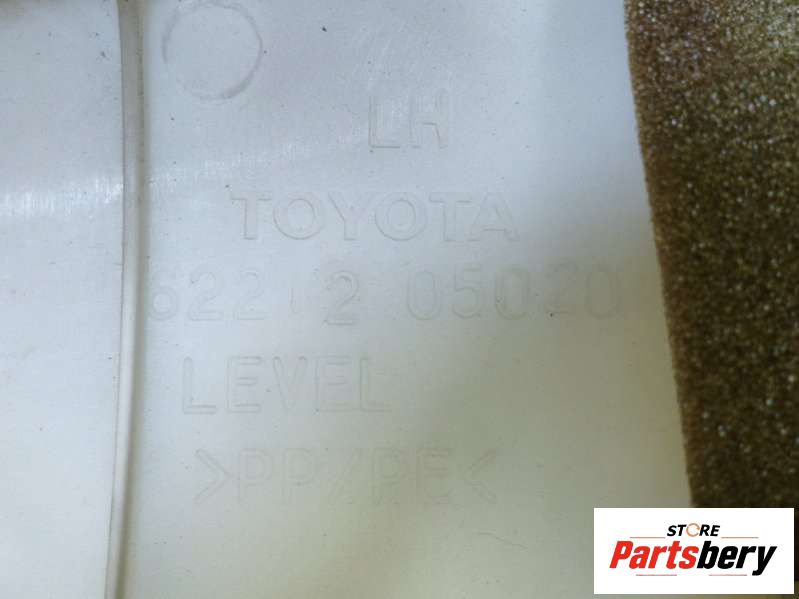 LH
TOYOTA
62212 05020
LEVEL
>PP/PE<
STORE
Partsbery